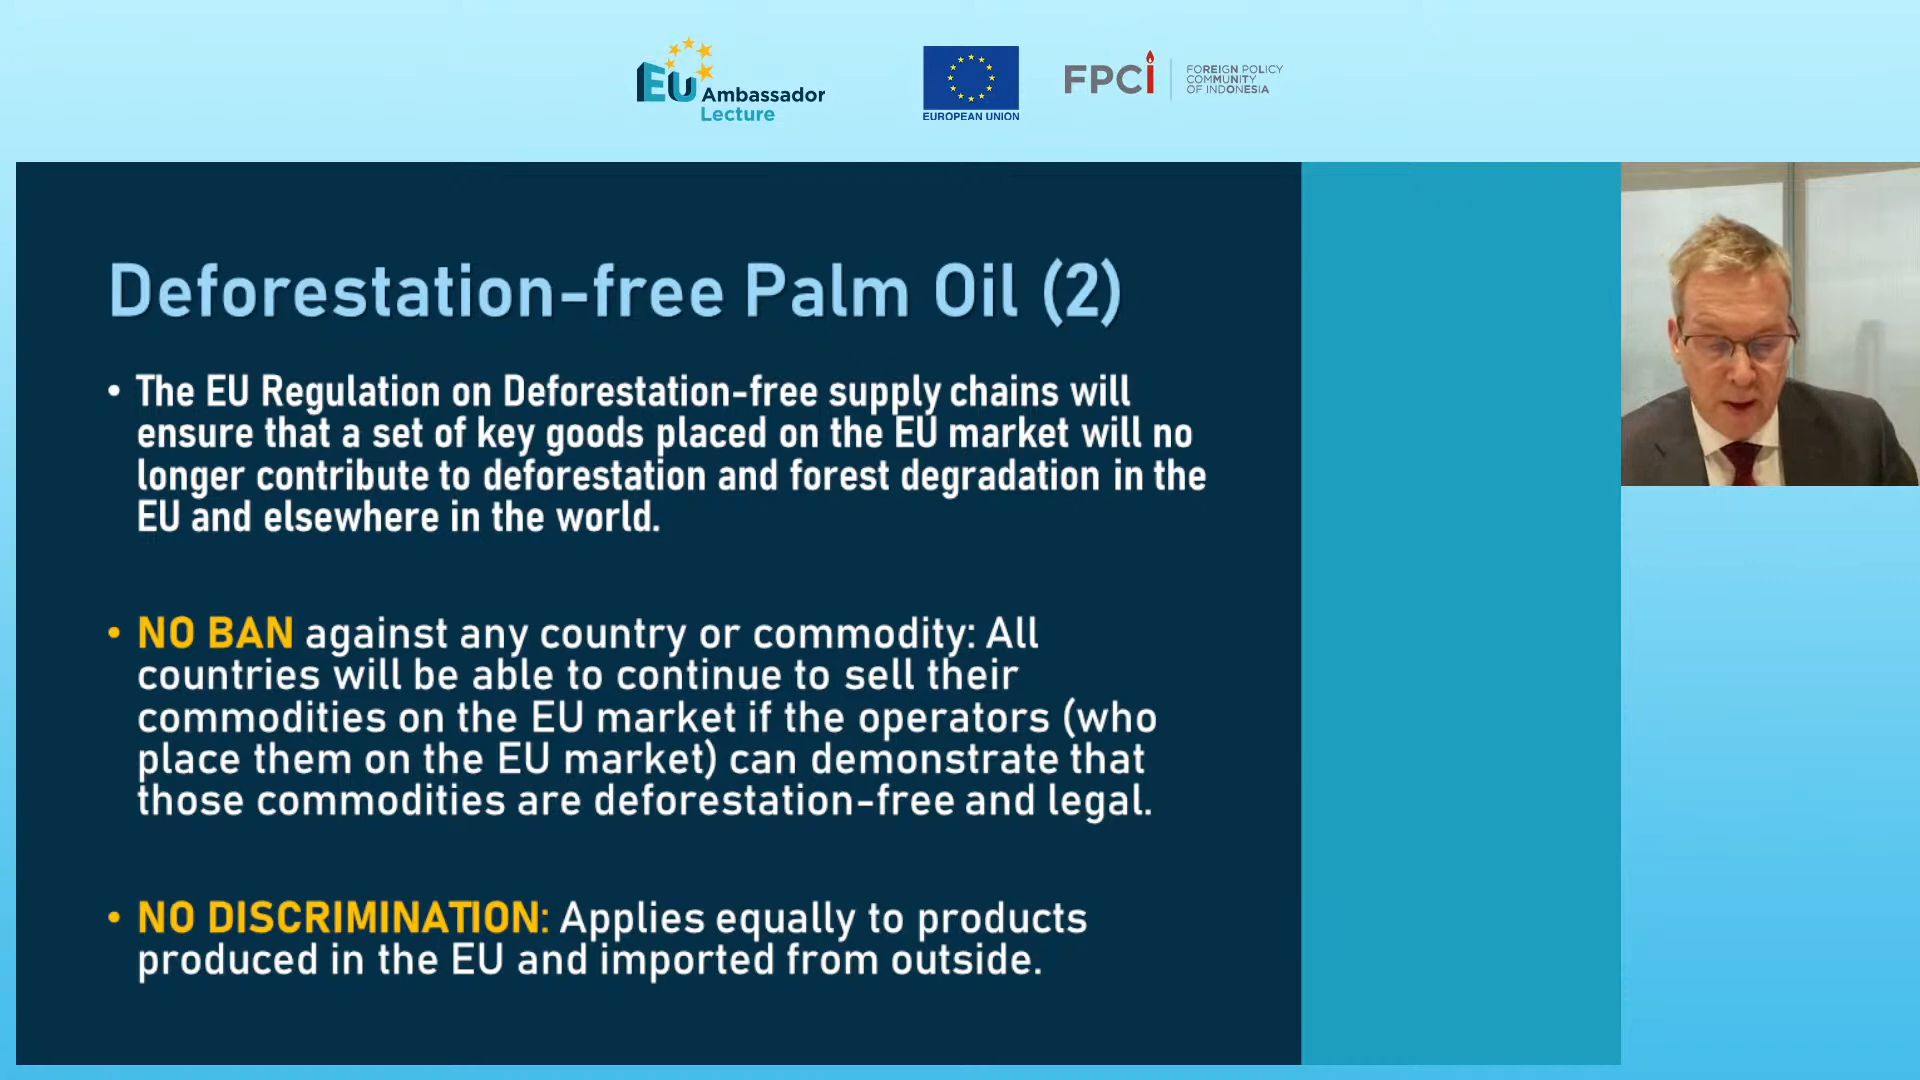 EU Ambassador
Lecture
EUROPEAN UNION
FPCI
FOREIGN POLICY
COMMUNITY
OF INDONESIA
Deforestation-free Palm Oil (2)
• The EU Regulation on Deforestation-free supply chains will
ensure that a set of key goods placed on the EU market will no
longer contribute to deforestation and forest degradation in the
EU and elsewhere in the world.
• NO BAN against any country or commodity: All
countries will be able to continue to sell their
commodities on the EU market if the operators (who
place them on the EU market) can demonstrate that
those commodities are deforestation-free and legal.
• NO DISCRIMINATION: Applies equally to products
produced in the EU and imported from outside.